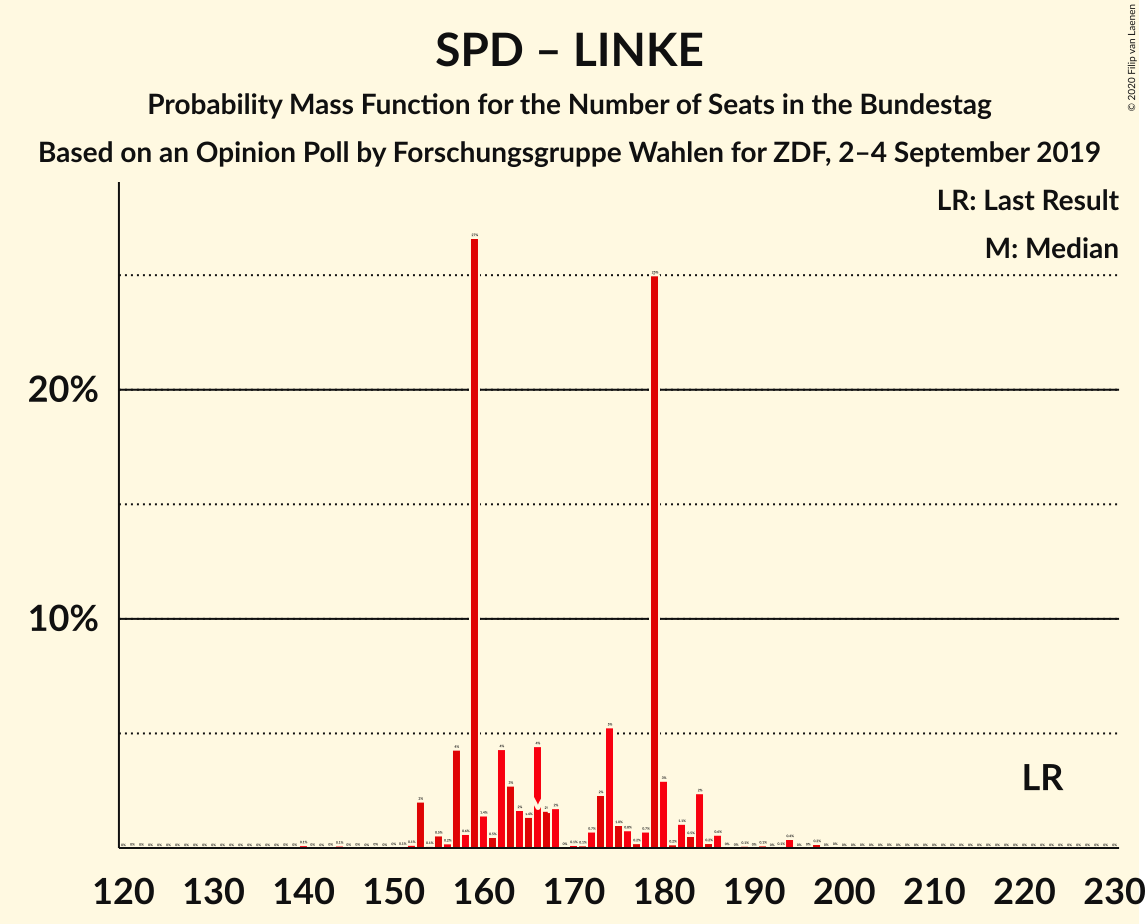 SPD – LINKE
Probability Mass Function for the Number of Seats in the Bundestag
Based on an Opinion Poll by Forschungsgruppe Wahlen for ZDF, 2–4 September 2019
© 2020 Filip van Laenen
LR: Last Result
M: Median
20%
10%
LR
120 130 140 150 160 170 180 190 200 210 220 230